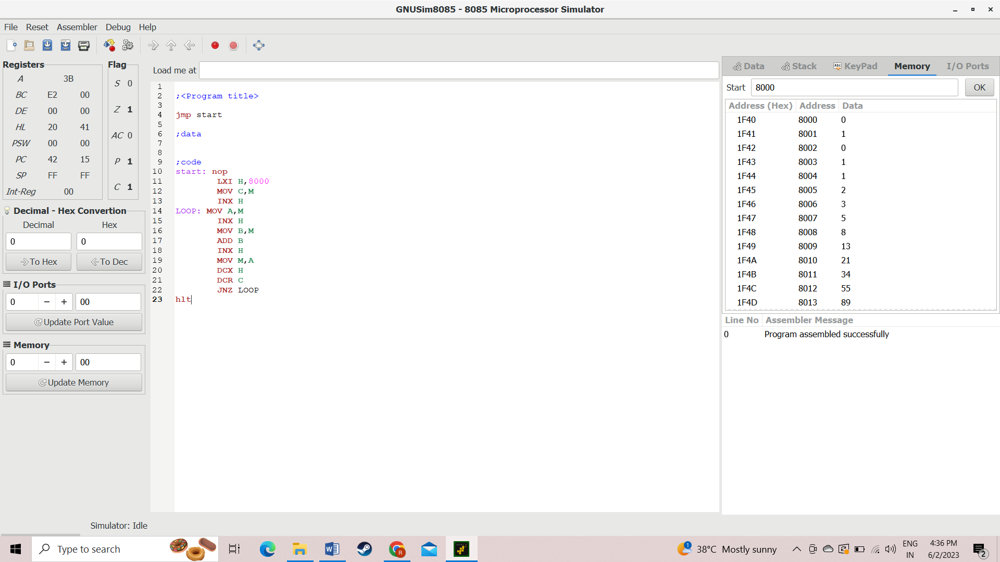 GNUSim8085 - 8085 Microprocessor Simulator
File Reset Assembler Debug Help
Registers
A 3B
BC E2 00
DE 00 00
HL 20 41
PSW 00 00
PC 42 15
SP FF FF
Int-Reg 00
Flag
S 0
Z 1
AC 0
P 1
C 1
Decimal - Hex Convertion
Decimal Hex
0 0
To Hex To Dec
I/O Ports
0 − + 00
Update Port Value
Memory
0 − + 00
Update Memory
Load me at
1
2 ;<Program title>
3
4 jmp start
5
6 ;data
7
8
9 ;code
10 start: nop
11 LXI H,8000
12 MOV C,M
13 INX H
14 LOOP: MOV A,M
15 INX H
16 MOV B,M
17 ADD B
18 INX H
19 MOV M,A
20 DCX H
21 DCR C
22 JNZ LOOP
23 hlt
Data Stack Abc KeyPad Memory I/O Ports
Start 8000 OK
Address (Hex) Address Data
1F40 8000 0
1F41 8001 1
1F42 8002 0
1F43 8003 1
1F44 8004 1
1F45 8005 2
1F46 8006 3
1F47 8007 5
1F48 8008 8
1F49 8009 13
1F4A 8010 21
1F4B 8011 34
1F4C 8012 55
1F4D 8013 89
Line No Assembler Message
0 Program assembled successfully
Simulator: Idle
Type to search
W
R
1
38°C Mostly sunny
ENG
IN
4:36 PM
6/2/2023
2